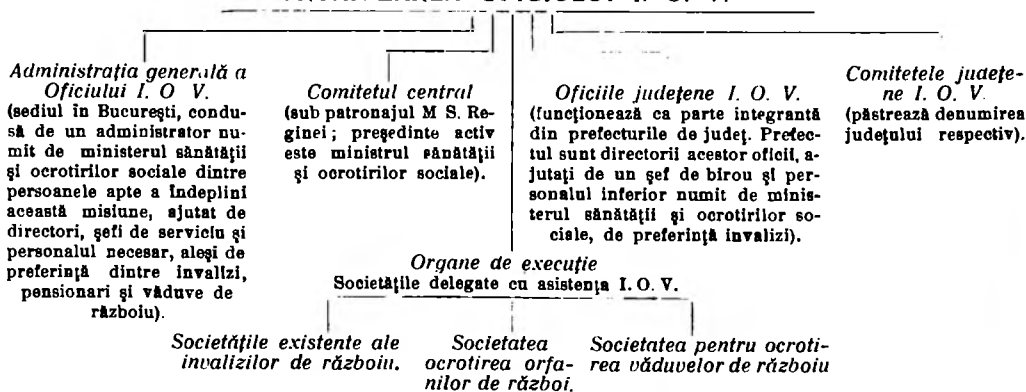 I. O. V.
Administrația generală a
Oficiului I. O V.
(sediul în București, condu-
să de un administrator nu-
mit de ministerul sănătății
și ocrotirilor sociale dintre
persoanele apte a îndeplini
această misiune, ajutat de
directori, șefi de serviciu și
personalul necesar, aleși de
preferință dintre invalizi,
pensionari și văduve de
războiu).
Comitetul central
(sub patronajul M S. Re-
ginei; președinte activ
este ministrul sănătății
și ocrotirilor sociale).
Oficiile județene I. O. V.
(funcționează ca parte integrantă
din prefecturile de județ. Prefec-
tul sunt directorii acestor oficii, a-
jutați de un șef de birou și per-
sonalul inferior numit de minis-
terul sănătății și ocrotirilor so-
ciale, de preferință invalizi).
Comitetele județe-
ne I. O. V.
(păstrează denumirea
județului respectiv).
Organe de execuție
Societățile delegate cu asistența I. O. V.
Societățile existente ale
invalizilor de războiu.
Societatea
ocrotirea orfa-
nilor de război.
Societatea pentru ocroti-
rea văduvelor de războiu